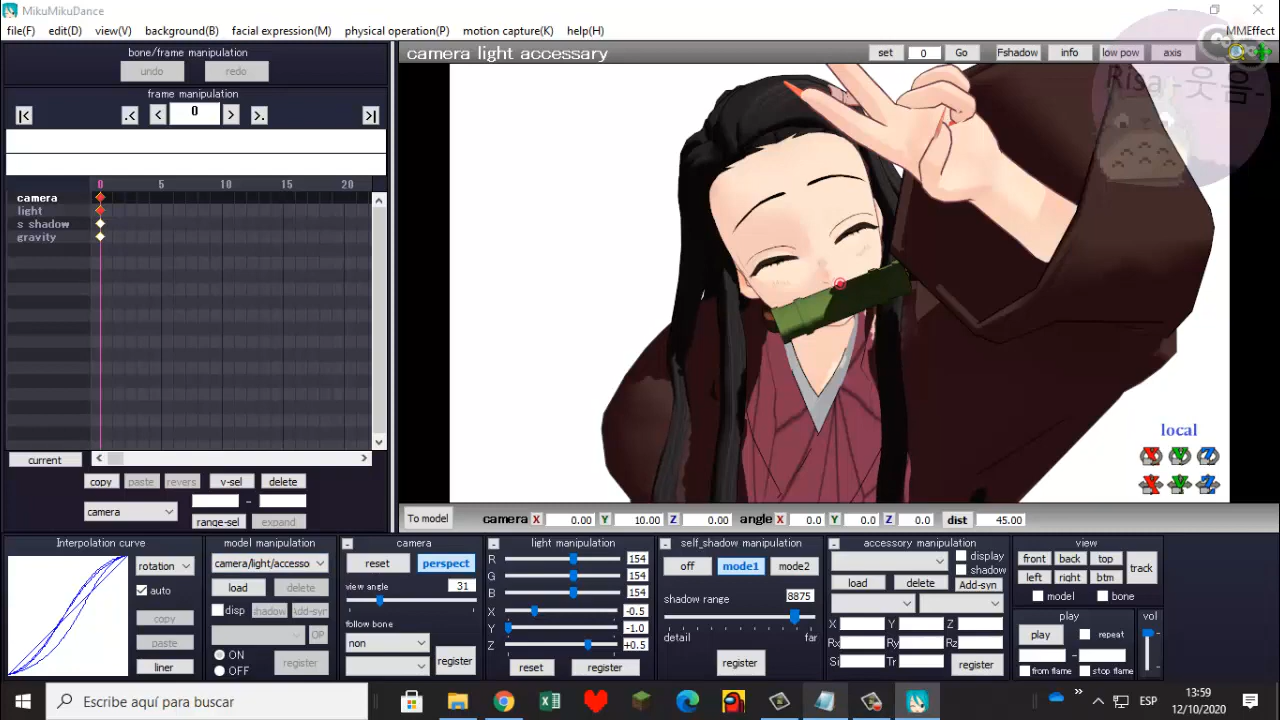 MikuMikuDance
file(F) edit(D) view(V) background(B) facial expression(M) physical operation(P) motion capture(K) help(H)
MMEffect
bone/frame manipulation
undo redo
frame manipulation
|< .< < 0 > >. >|
0 5 10 15 20
camera
light
s shadow
gravity
current
copy paste revers v-sel delete
camera
-
range-sel expand
camera light accessary
set 0 Go Fshadow info low pow axis
Risa -웃음-
local
X Y Z
X Y Z
To model camera X 0.00 Y 10.00 Z 0.00 angle X 0.0 Y 0.0 Z 0.0 dist 45.00
Interpolation curve
rotation
auto
copy
paste
liner
model manipulation
camera/light/accesso
load delete
disp shadow Add-syn
OP
ON
OFF
register
camera
reset perspect
view angle 31
follow bone
non
register
light manipulation
R 154
G 154
B 154
X -0.5
Y -1.0
Z +0.5
reset register
self_shadow manipulation
off mode1 mode2
shadow range 8875
detail far
register
accessory manipulation
display
shadow
load delete Add-syn
X Y Z
Rx Ry Rz
Si Tr register
view
front back top
left right btm
track
model bone
play
play repeat
-
from flame stop flame
vol
Escribe aquí para buscar
ESP
13:59
12/10/2020